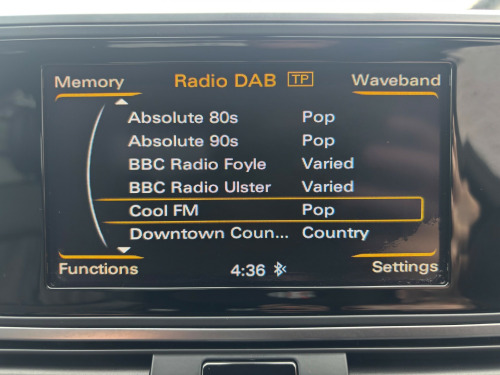 Memory Radio DAB TP Waveband
Absolute 80s Pop
Absolute 90s Pop
BBC Radio Foyle Varied
BBC Radio Ulster Varied
Cool FM Pop
Downtown Coun... Country
Functions 4:36 Settings